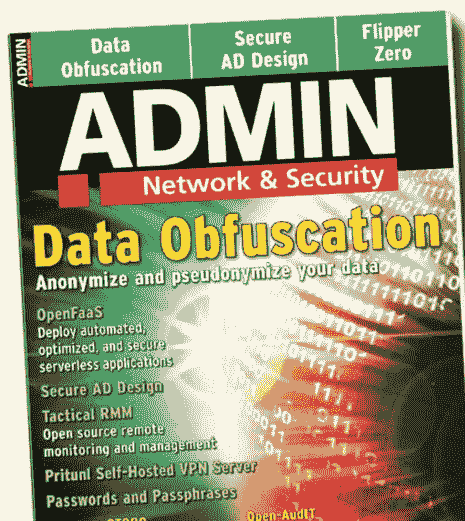 ADMIN
Data
Obfuscation
Secure
AD Design
Flipper
Zero
ADMIN
Network & Security
Data Obfuscation
Anonymize and pseudonymize your data
OpenFaaS
Deploy automated,
optimized, and secure
serverless applications
Secure AD Design
Tactical RMM
Open source remote
monitoring and management
Pritunl Self-Hosted VPN Server
Passwords and Passphrases
Open-AudIT